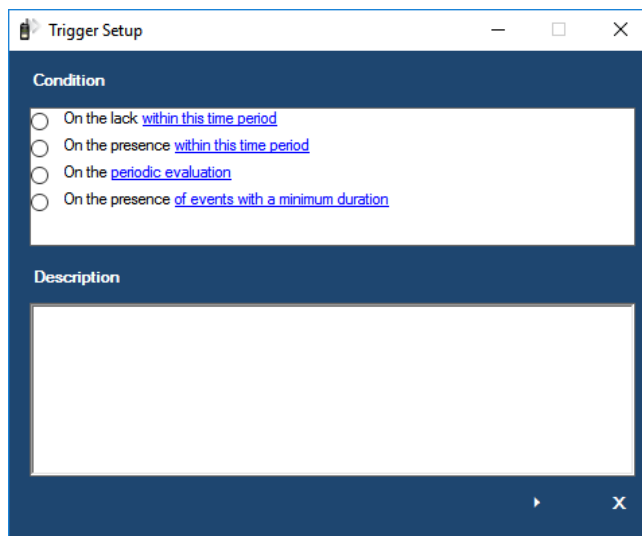 Trigger Setup
Condition
On the lack within this time period
On the presence within this time period
On the periodic evaluation
On the presence of events with a minimum duration
Description
X